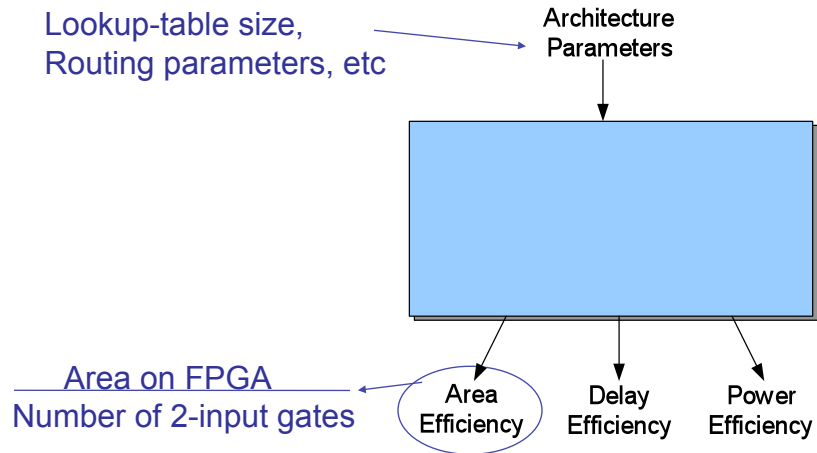 Lookup-table size,
Routing parameters, etc
Architecture
Parameters
Area on FPGA
Number of 2-input gates
Area
Efficiency
Delay
Efficiency
Power
Efficiency